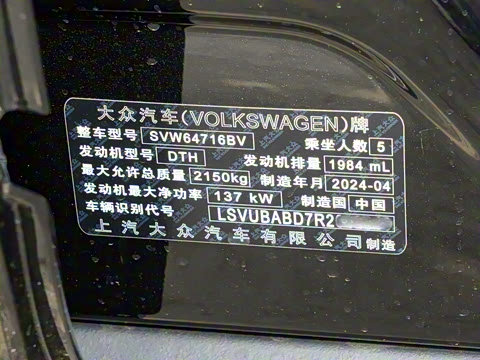 大众汽车(VOLKSWAGEN)牌
整车型号 SVW64716BV 乘坐人数 5
发动机型号 DTH 发动机排量 1984 mL
最大允许总质量 2150kg 制造年月 2024-04
发动机最大净功率 137 kW 制造国 中国
车辆识别代号 LSVUBABD7R2
上汽大众汽车有限公司 制造